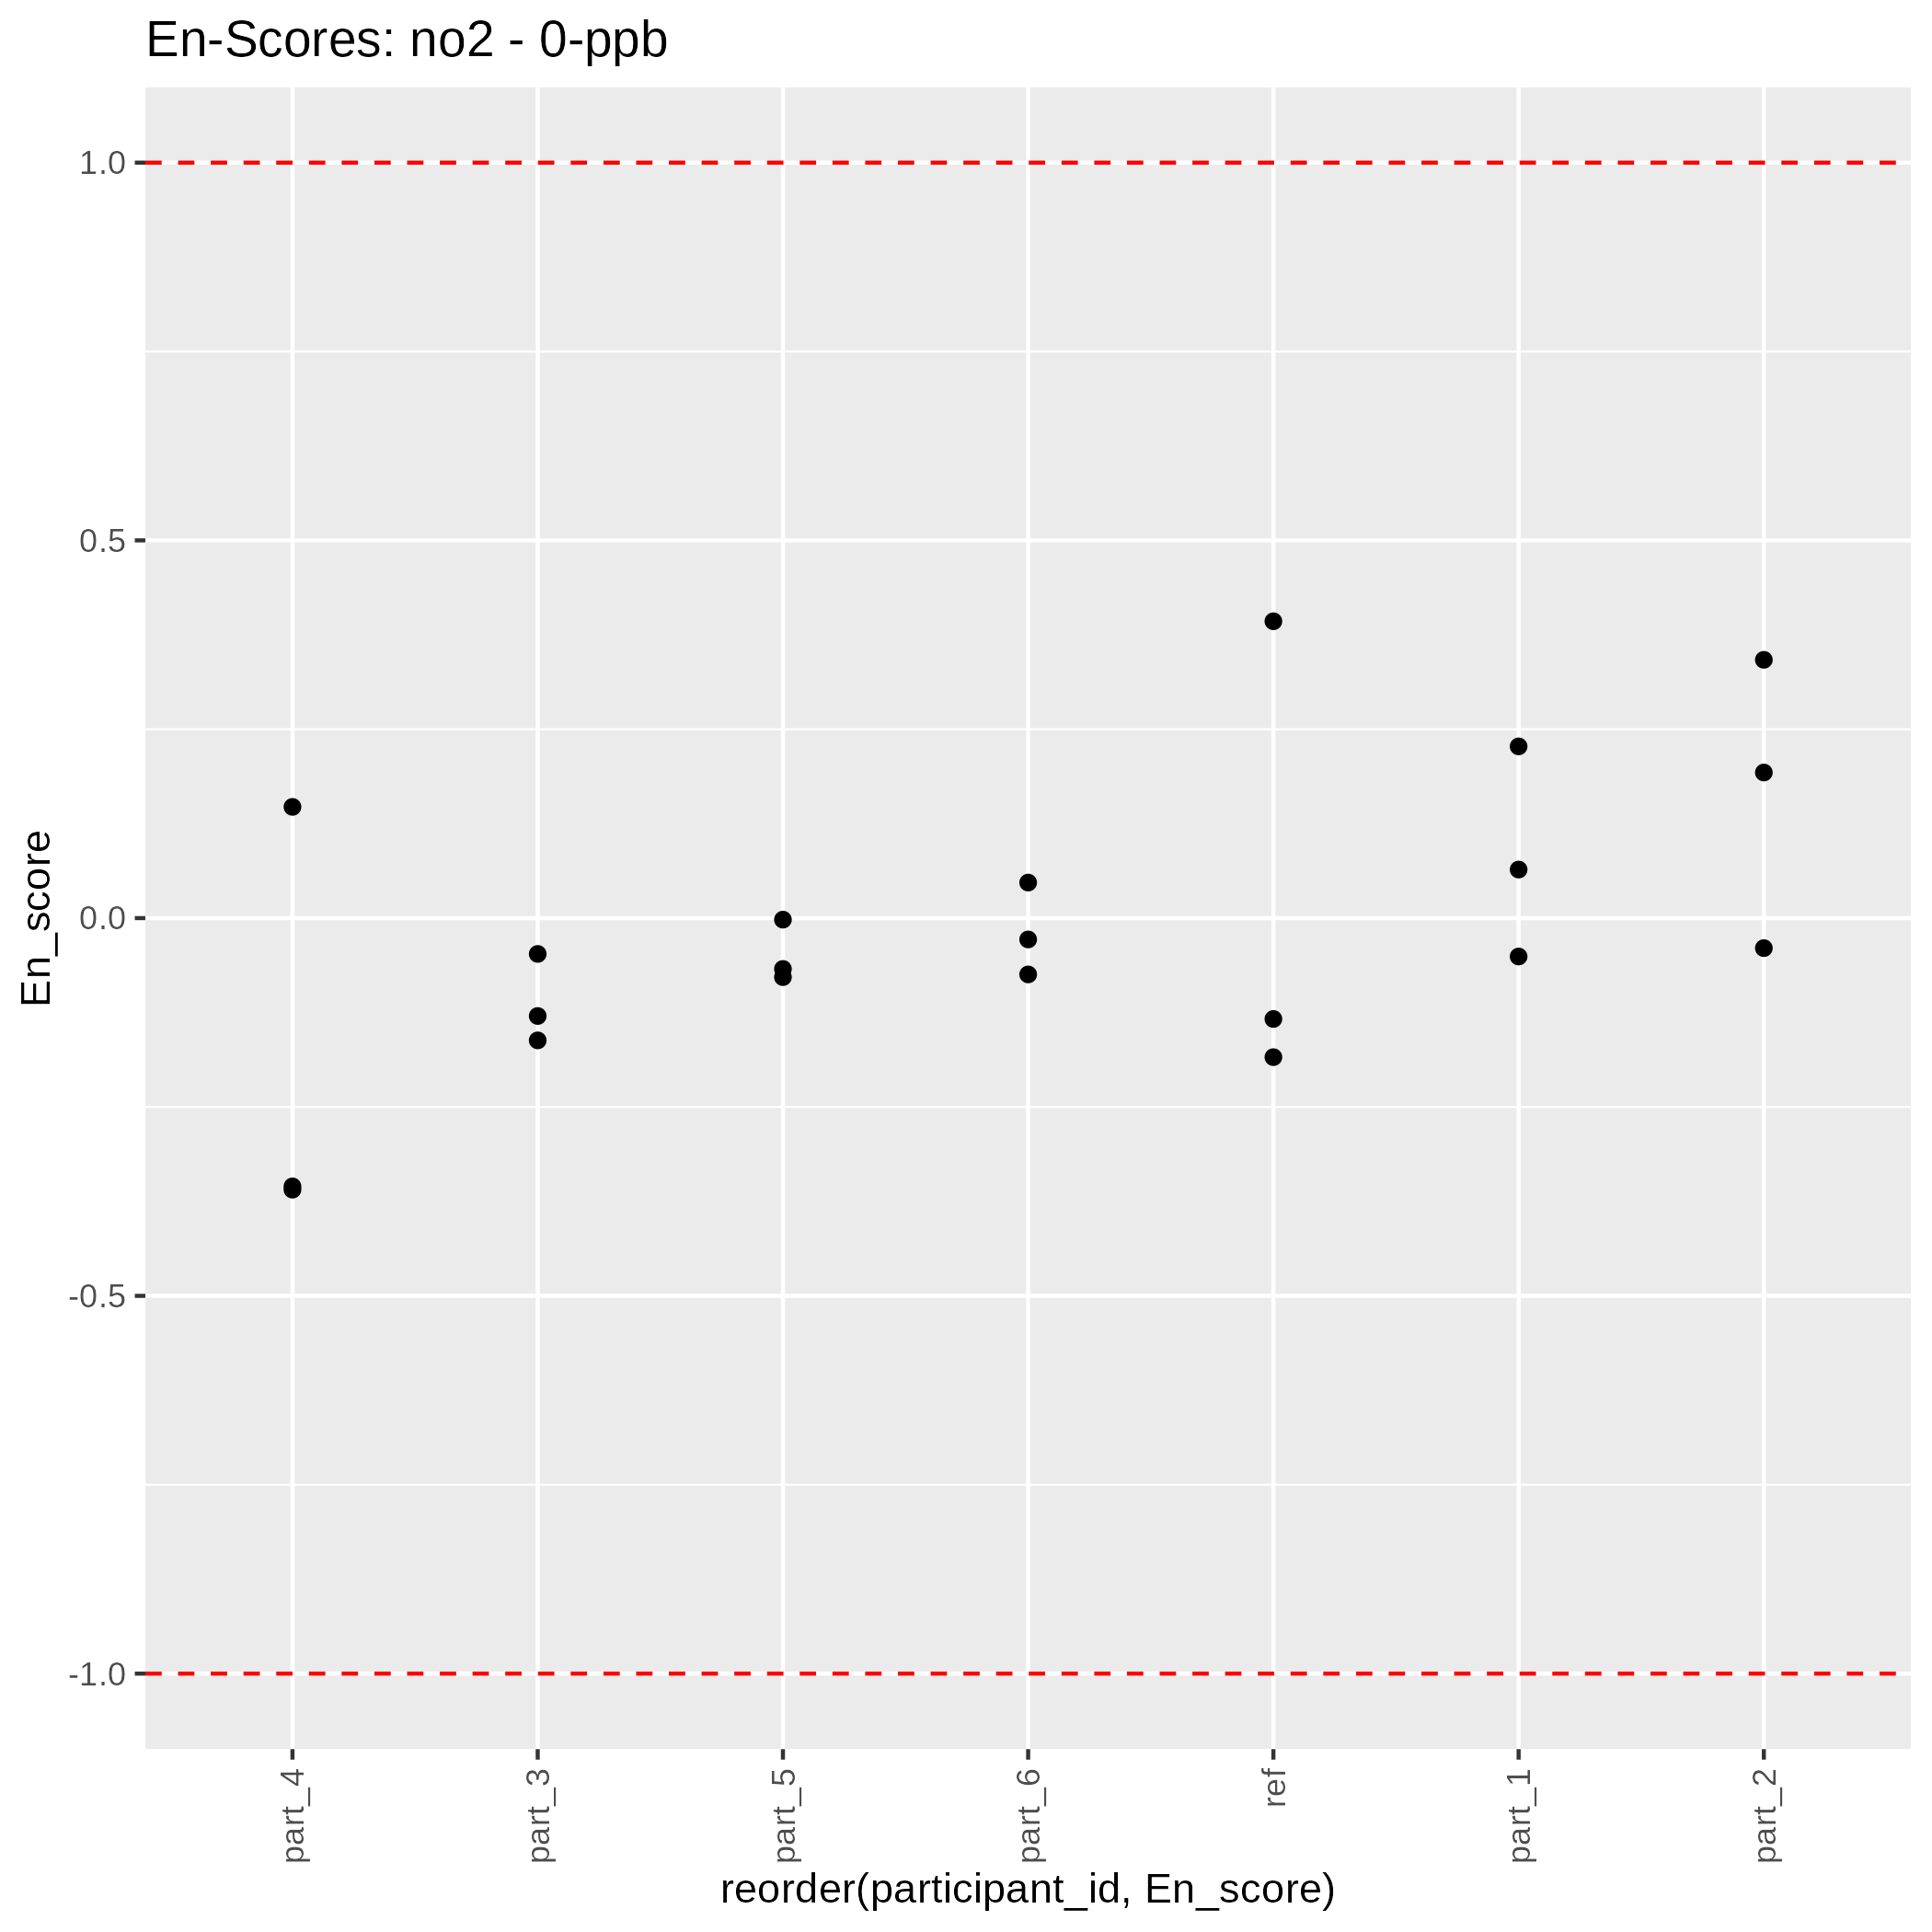 En-Scores: no2 - 0-ppb
1.0
0.5
0.0
-0.5
-1.0
En_score
part_4
part_3
part_5
part_6
ref
part_1
part_2
reorder(participant_id, En_score)